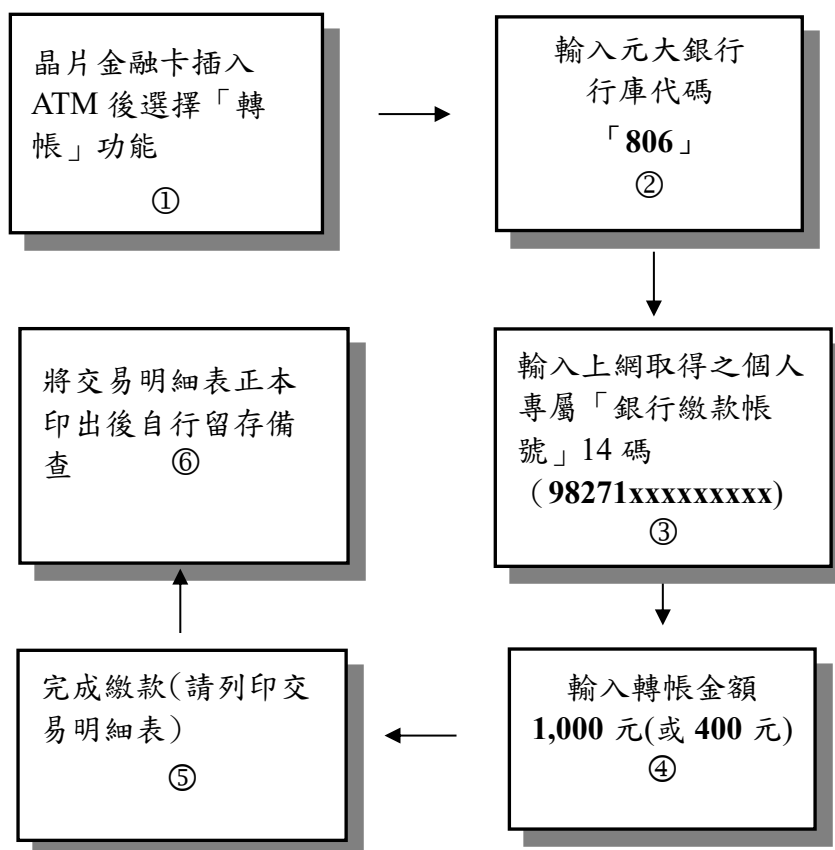 晶片金融卡插入
ATM 後選擇「轉
帳」功能
①
輸入元大銀行
行庫代碼
「806」
②
輸入上網取得之個人
專屬「銀行繳款帳
號」14 碼
（98271xxxxxxxxx)
③
輸入轉帳金額
1,000 元(或 400 元)
④
完成繳款(請列印交
易明細表)
⑤
將交易明細表正本
印出後自行留存備
查 ⑥